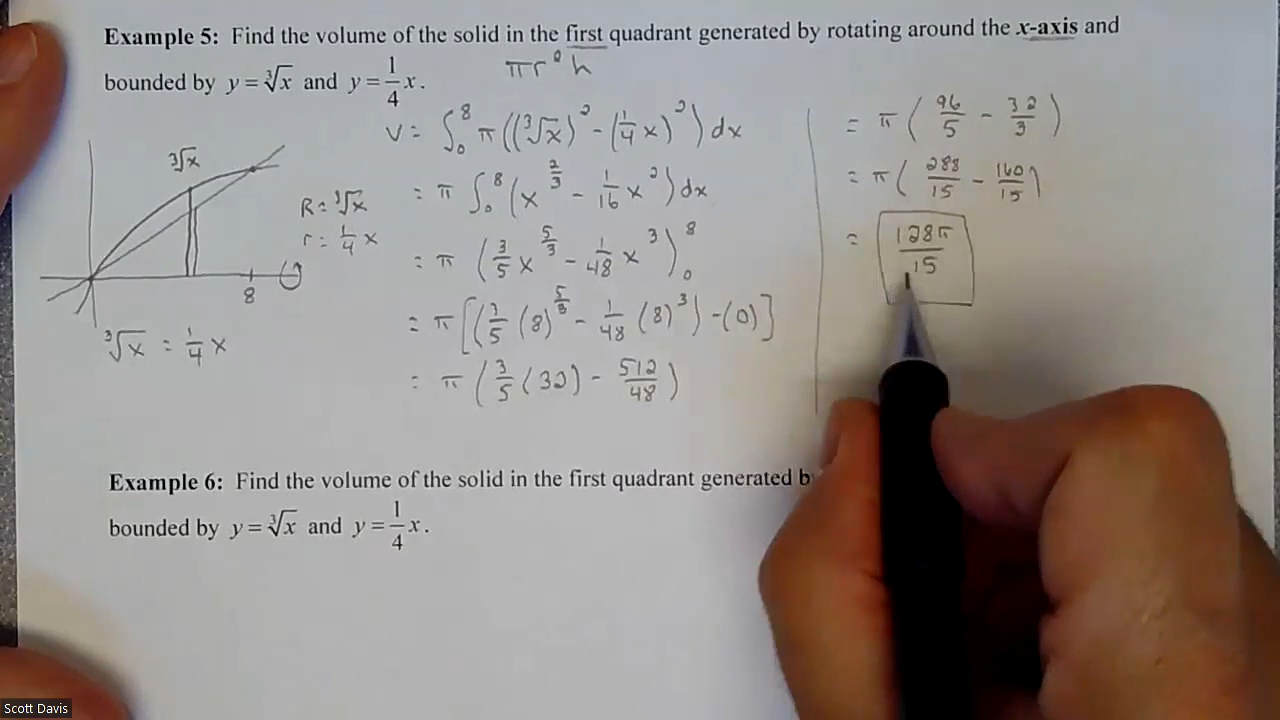 Example 5: Find the volume of the solid in the first quadrant generated by rotating around the x-axis and
bounded by y = ∛x and y = 1/4 x.
πr²h
V = ∫₀⁸ π((∛x)² - (1/4 x)²) dx
= π ∫₀⁸ (x^(2/3) - 1/16 x²) dx
= π (3/5 x^(5/3) - 1/48 x³)₀⁸
= π [(3/5 (8)^(5/3) - 1/48 (8)³) - (0)]
= π (3/5 (32) - 512/48)
∛x
R = ∛x
r = 1/4 x
8
∛x = 1/4 x
= π (96/5 - 32/3)
= π (288/15 - 160/15)
= 128π/15
Example 6: Find the volume of the solid in the first quadrant generated
bounded by y = ∛x and y = 1/4 x.
Scott Davis